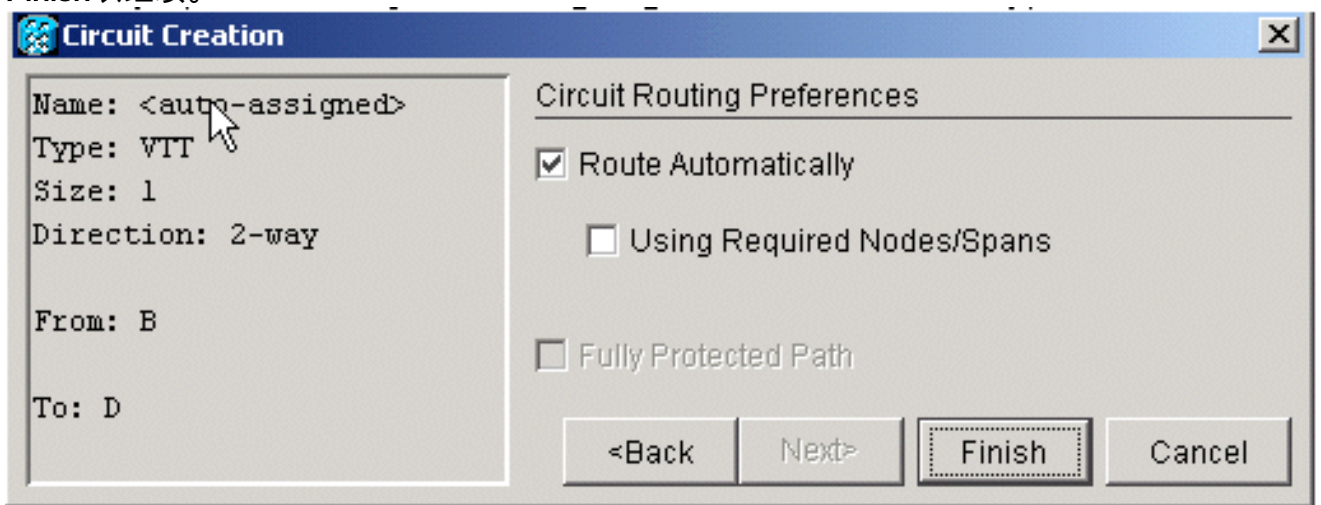 Circuit Creation
Name: <auto-assigned>
Type: VTT
Size: 1
Direction: 2-way
From: B
To: D
Circuit Routing Preferences
Route Automatically
Using Required Nodes/Spans
Fully Protected Path
<Back
Next>
Finish
Cancel